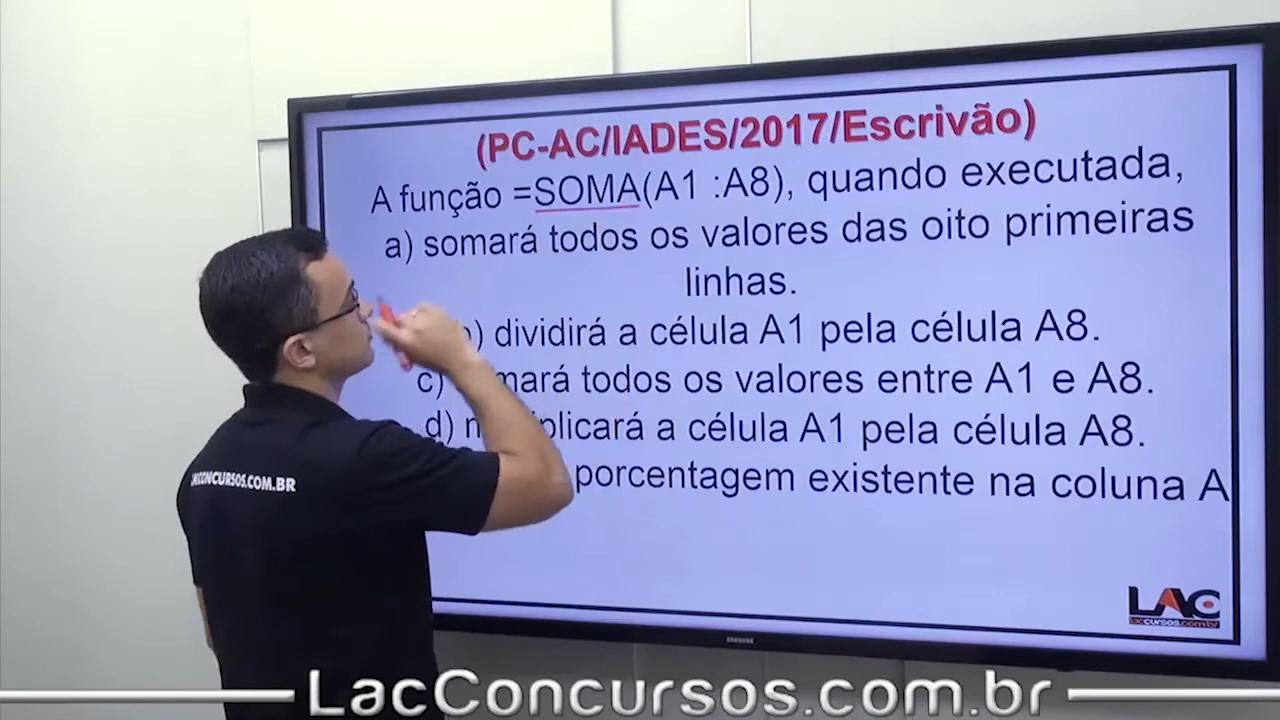 (PC-AC/IADES/2017/Escrivão)
A função =SOMA(A1 :A8), quando executada,
a) somará todos os valores das oito primeiras
linhas.
) dividirá a célula A1 pela célula A8.
c) mará todos os valores entre A1 e A8.
d) m plicará a célula A1 pela célula A8.
porcentagem existente na coluna A
LACCONCURSOS.COM.BR
LAC
laccursos.com.br
SAMSUNG
LacConcursos.com.br